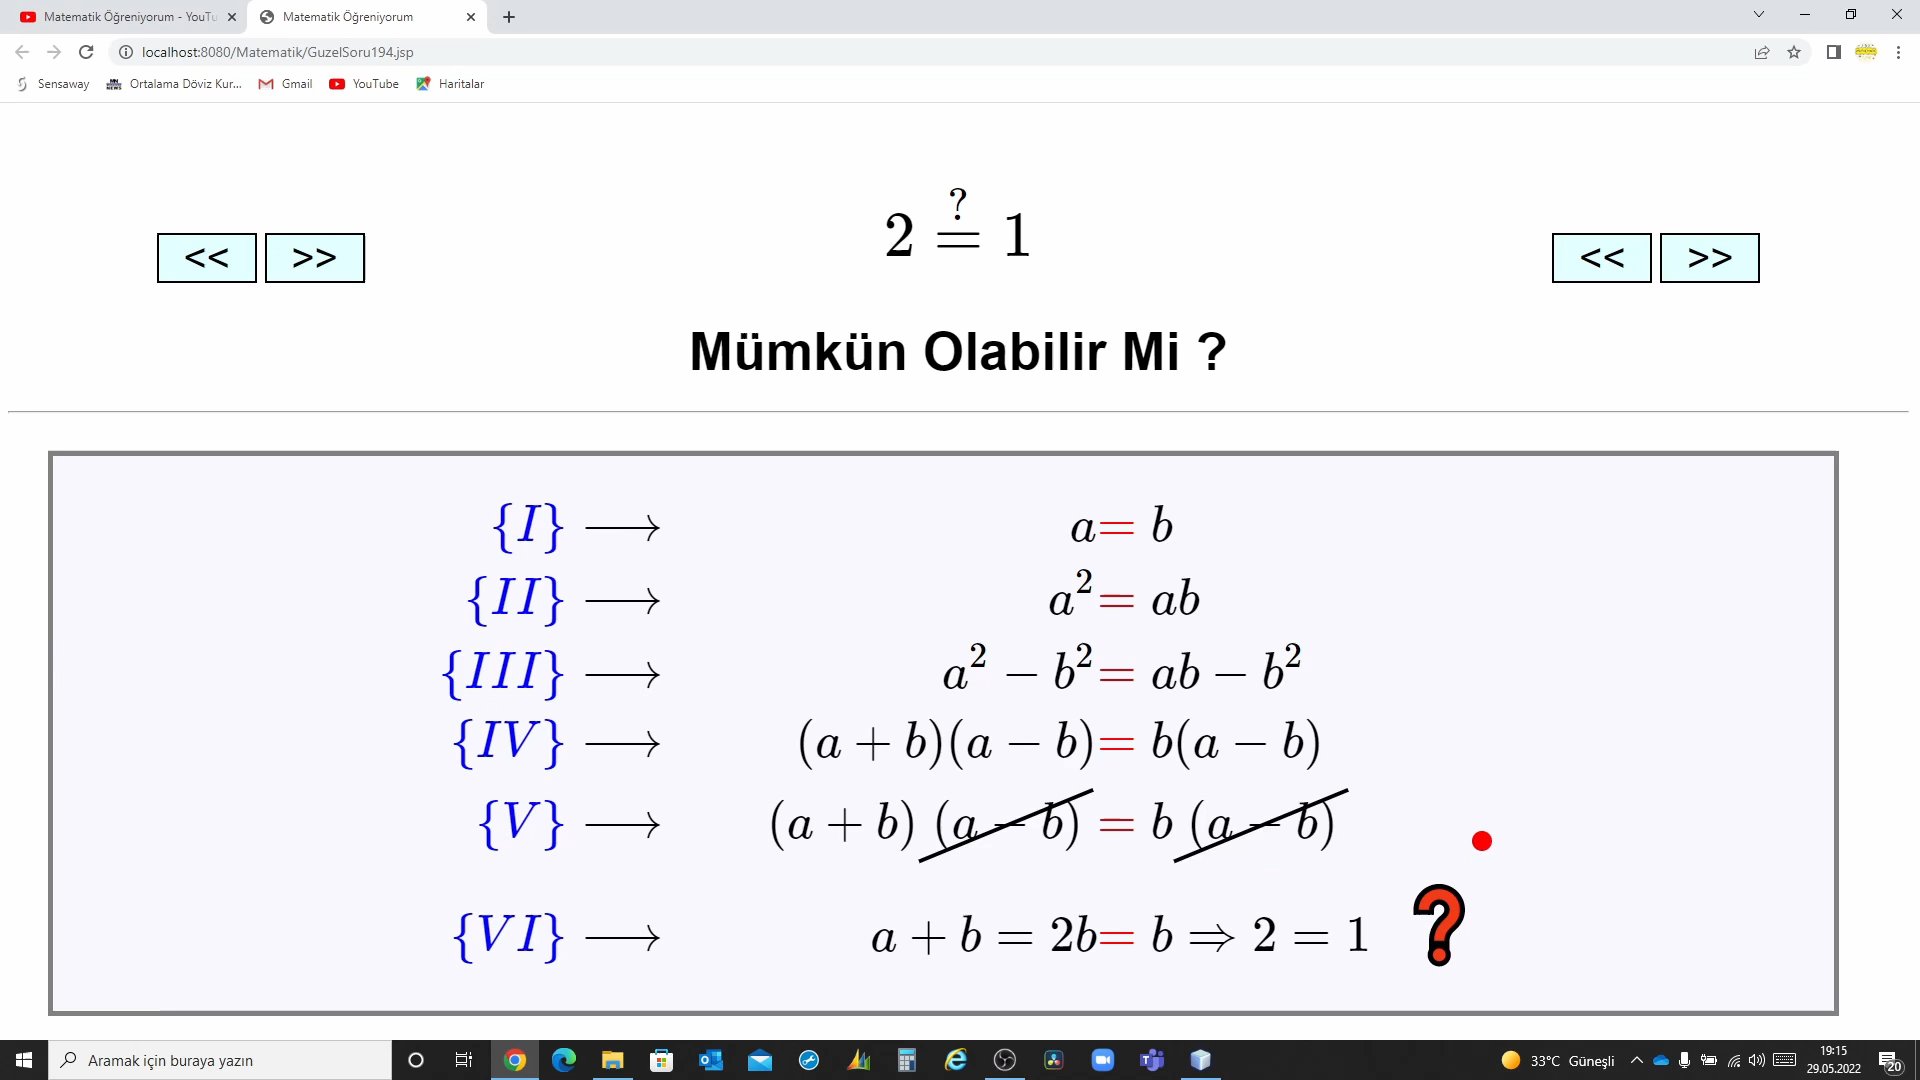 Matematik Öğreniyorum - YouTu
Matematik Öğreniyorum
localhost:8080/Matematik/GuzelSoru194.jsp
Sensaway
Ortalama Döviz Kur...
Gmail
YouTube
Haritalar
2 ≟ 1
<< >>
<< >>
Mümkün Olabilir Mi ?
{I} ⟶ a = b
{II} ⟶ a² = ab
{III} ⟶ a² − b² = ab − b²
{IV} ⟶ (a + b)(a − b) = b(a − b)
{V} ⟶ (a + b) (a − b) = b (a − b)
{VI} ⟶ a + b = 2b = b ⇒ 2 = 1 ?
Aramak için buraya yazın
33°C Güneşli
19:15
29.05.2022
20